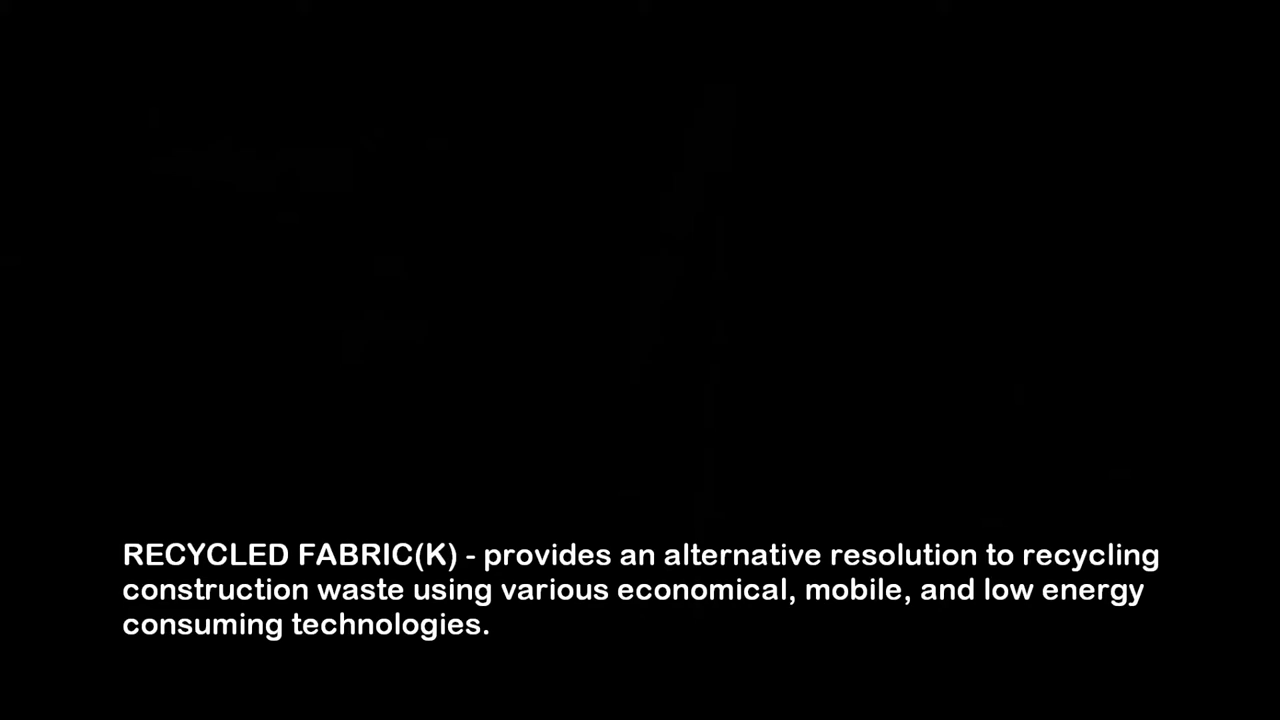 RECYCLED FABRIC(K) - provides an alternative resolution to recycling
construction waste using various economical, mobile, and low energy
consuming technologies.